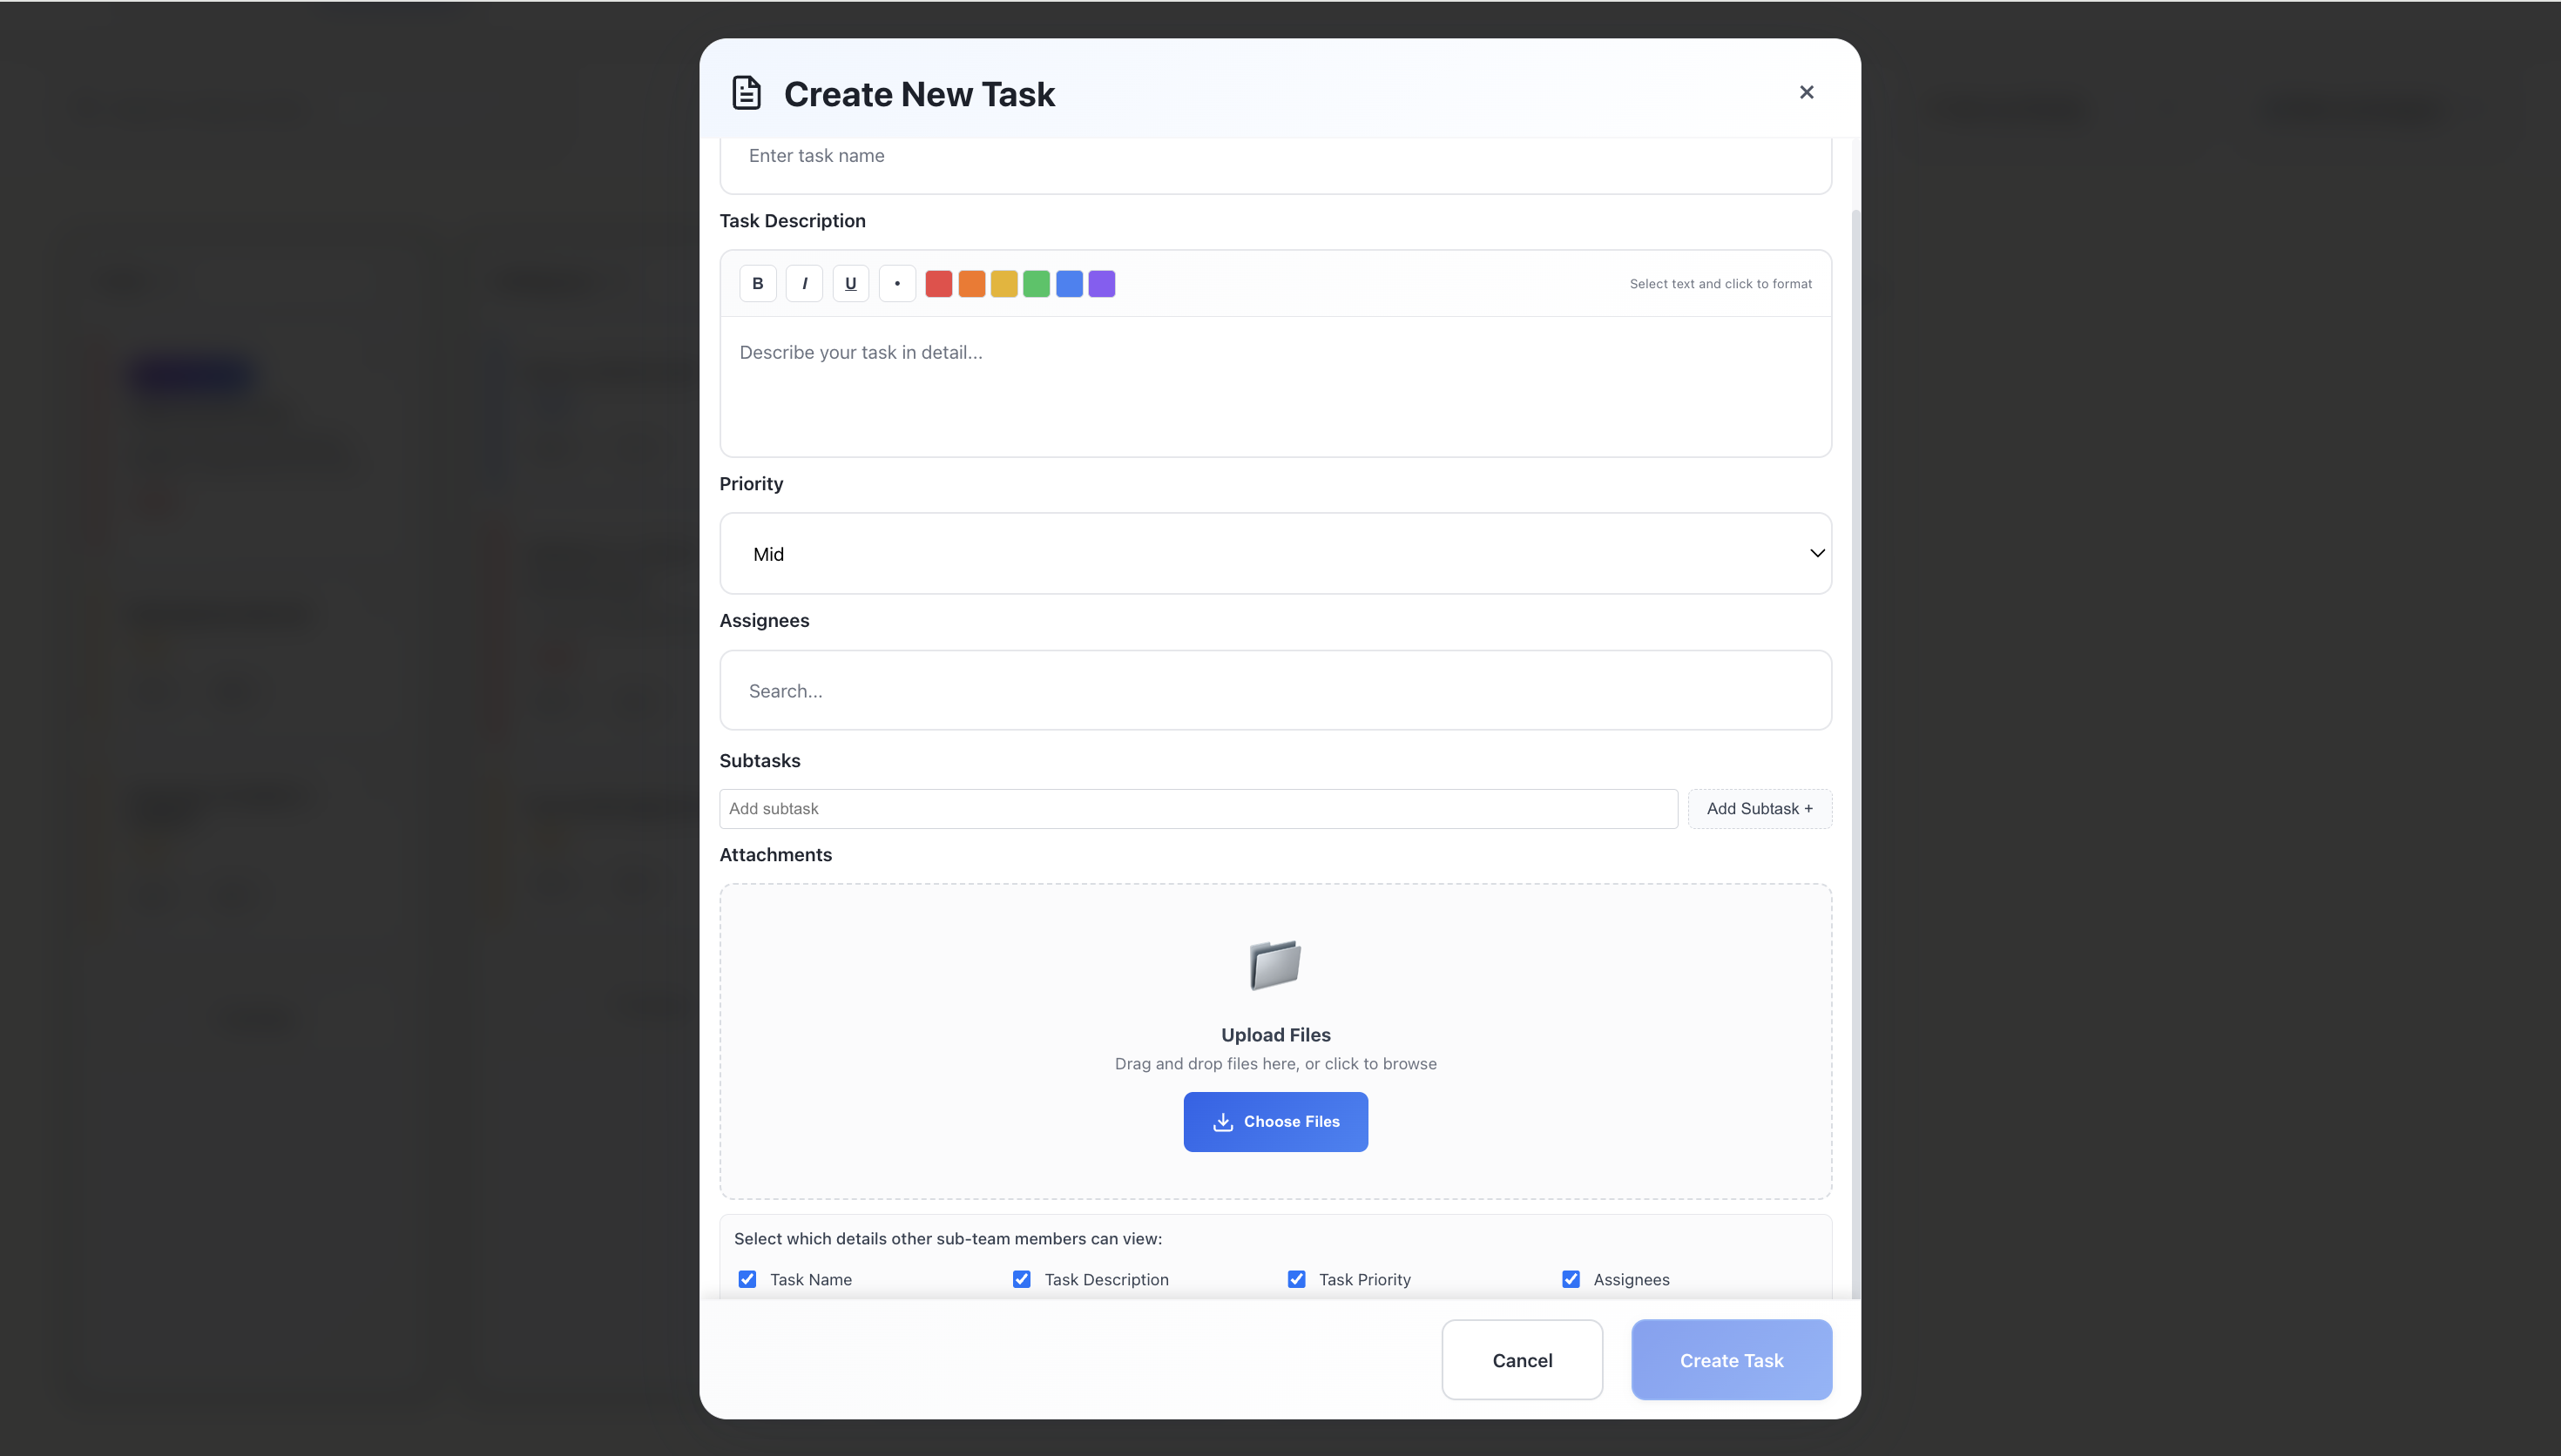 Create New Task
Enter task name
Task Description
B I U • Select text and click to format
Describe your task in detail...
Priority
Mid
Assignees
Search...
Subtasks
Add subtask Add Subtask +
Attachments
Upload Files
Drag and drop files here, or click to browse
Choose Files
Select which details other sub-team members can view:
Task Name Task Description Task Priority Assignees
Cancel Create Task